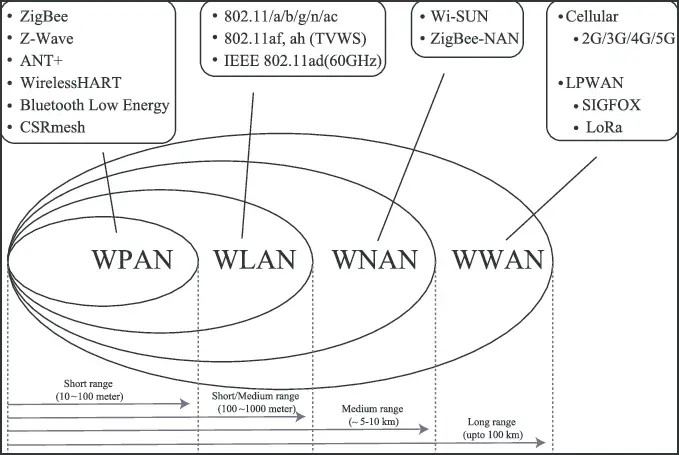 • ZigBee
• Z-Wave
• ANT+
• WirelessHART
• Bluetooth Low Energy
• CSRmesh
• 802.11/a/b/g/n/ac
• 802.11af, ah (TVWS)
• IEEE 802.11ad(60GHz)
• Wi-SUN
• ZigBee-NAN
• Cellular
• 2G/3G/4G/5G
• LPWAN
• SIGFOX
• LoRa
WPAN
WLAN
WNAN
WWAN
Short range
(10~100 meter)
Short/Medium range
(100~1000 meter)
Medium range
(~5-10 km)
Long range
(upto 100 km)